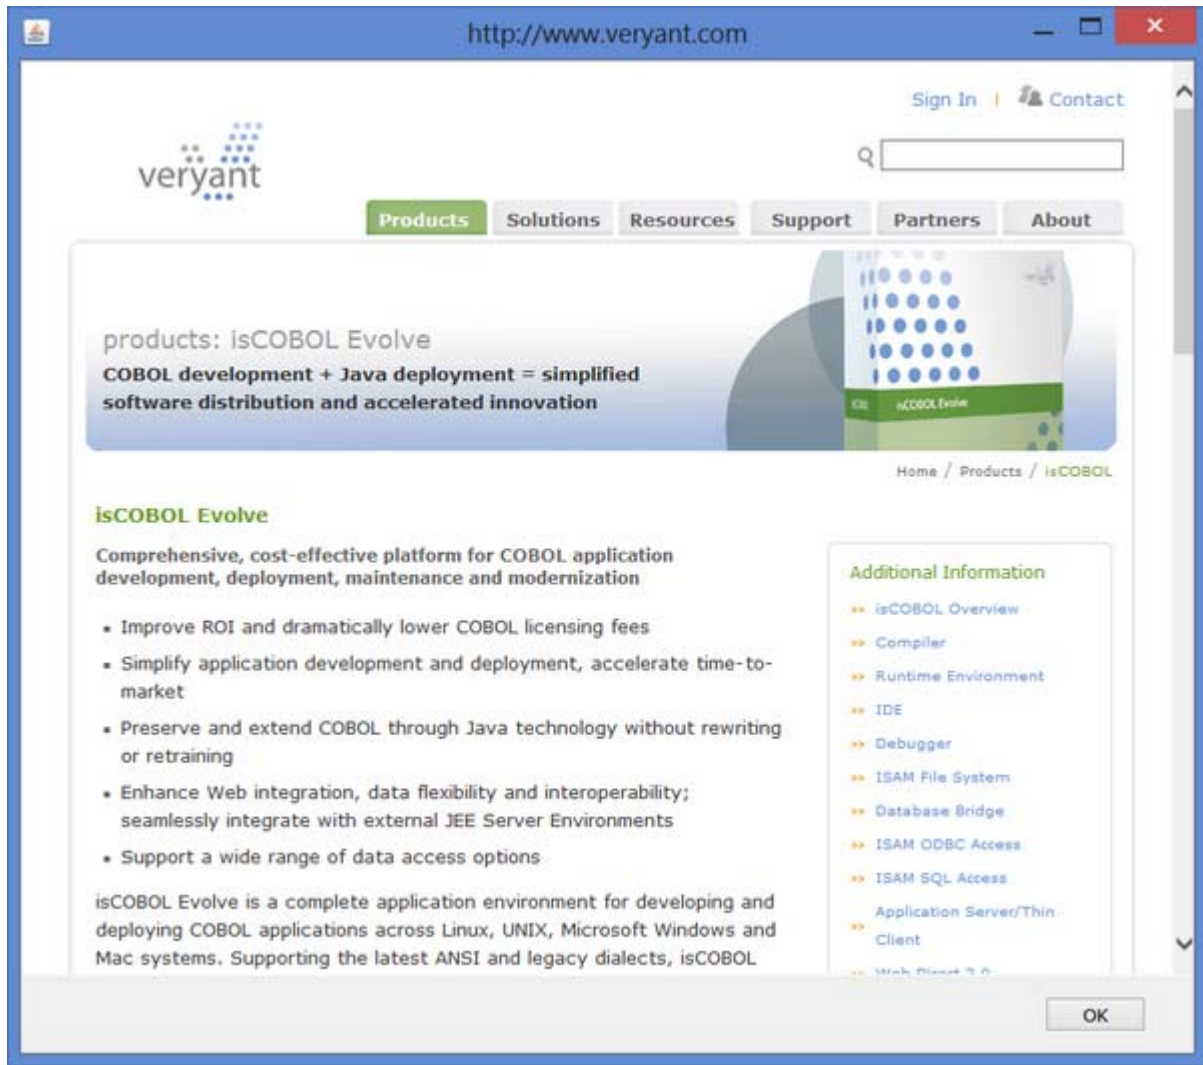 http://www.veryant.com
Sign In | Contact
veryant
Products Solutions Resources Support Partners About
products: isCOBOL Evolve
COBOL development + Java deployment = simplified
software distribution and accelerated innovation
isCOBOL Evolve
Home / Products / isCOBOL
isCOBOL Evolve
Comprehensive, cost-effective platform for COBOL application
development, deployment, maintenance and modernization
▪ Improve ROI and dramatically lower COBOL licensing fees
▪ Simplify application development and deployment, accelerate time-to-
market
▪ Preserve and extend COBOL through Java technology without rewriting
or retraining
▪ Enhance Web integration, data flexibility and interoperability;
seamlessly integrate with external JEE Server Environments
▪ Support a wide range of data access options
isCOBOL Evolve is a complete application environment for developing and
deploying COBOL applications across Linux, UNIX, Microsoft Windows and
Mac systems. Supporting the latest ANSI and legacy dialects, isCOBOL
Additional Information
isCOBOL Overview
Compiler
Runtime Environment
IDE
Debugger
ISAM File System
Database Bridge
ISAM ODBC Access
ISAM SQL Access
Application Server/Thin
Client
Web Direct 2.0
OK